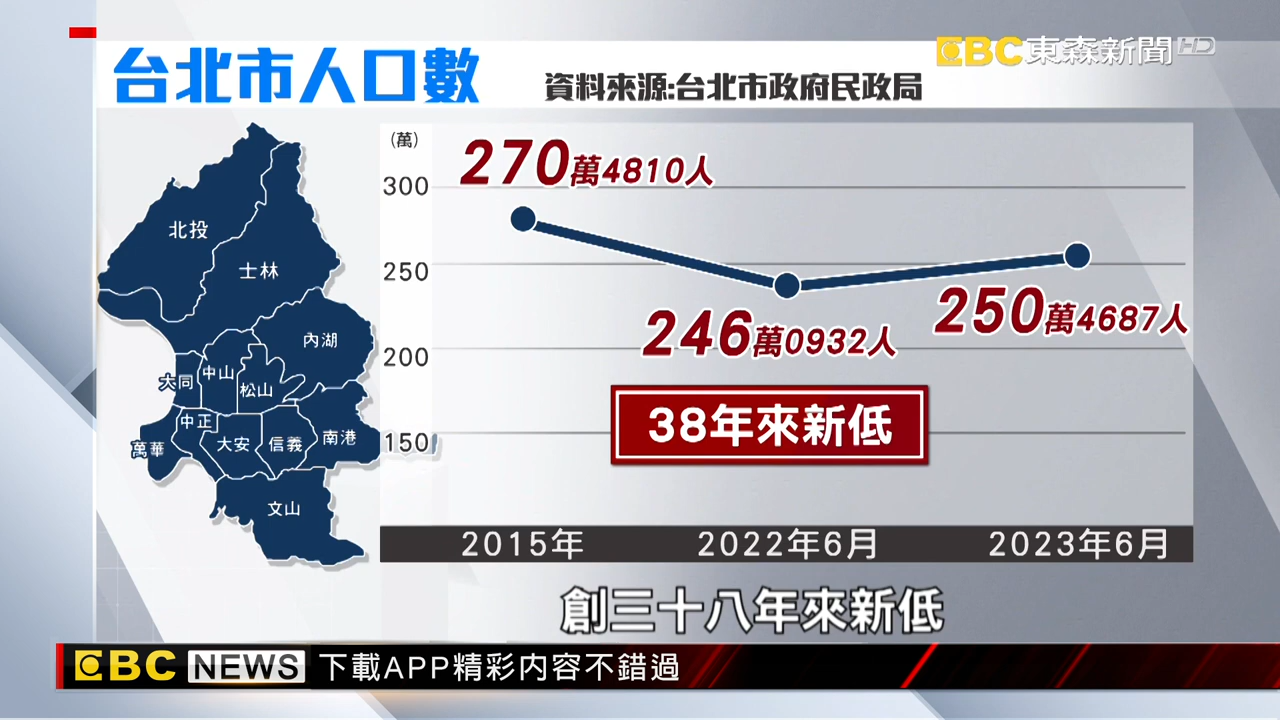 台北市人口數
資料來源:台北市政府民政局
EBC東森新聞HD
(萬)
300
250
200
150
270萬4810人
246萬0932人
250萬4687人
38年來新低
2015年
2022年6月
2023年6月
北投
士林
內湖
大同
中山
松山
萬華
中正
大安
信義
南港
文山
創三十八年來新低
EBC NEWS 下載APP精彩內容不錯過